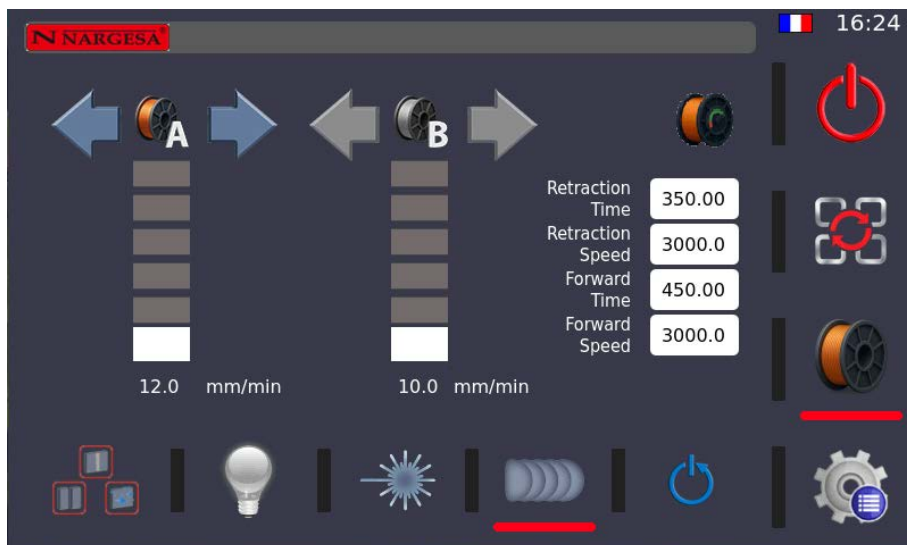 N NARGESA®
16:24
A
B
Retraction
Time
350.00
Retraction
Speed
3000.0
Forward
Time
450.00
Forward
Speed
3000.0
12.0 mm/min
10.0 mm/min